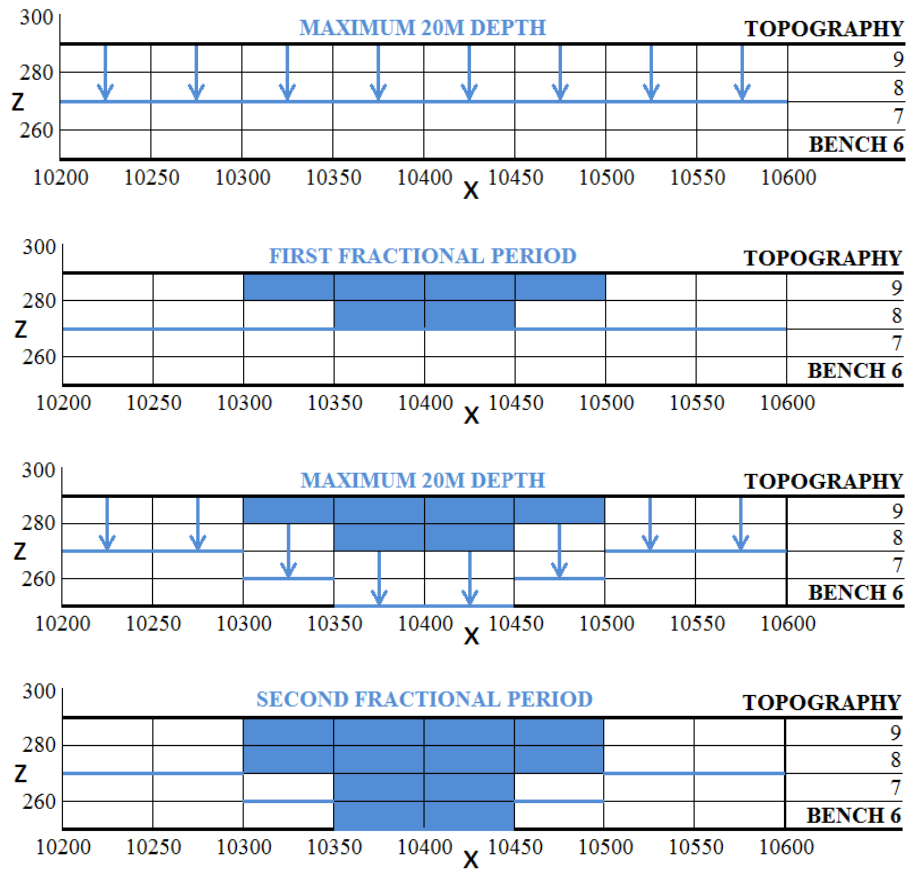 300 MAXIMUM 20M DEPTH TOPOGRAPHY
9
280
8
Z
7
260
BENCH 6
10200 10250 10300 10350 10400 10450 10500 10550 10600
X
300 FIRST FRACTIONAL PERIOD TOPOGRAPHY
9
280
8
Z
7
260
BENCH 6
10200 10250 10300 10350 10400 10450 10500 10550 10600
X
300 MAXIMUM 20M DEPTH TOPOGRAPHY
9
280
8
Z
7
260
BENCH 6
10200 10250 10300 10350 10400 10450 10500 10550 10600
X
300 SECOND FRACTIONAL PERIOD TOPOGRAPHY
9
280
8
Z
7
260
BENCH 6
10200 10250 10300 10350 10400 10450 10500 10550 10600
X